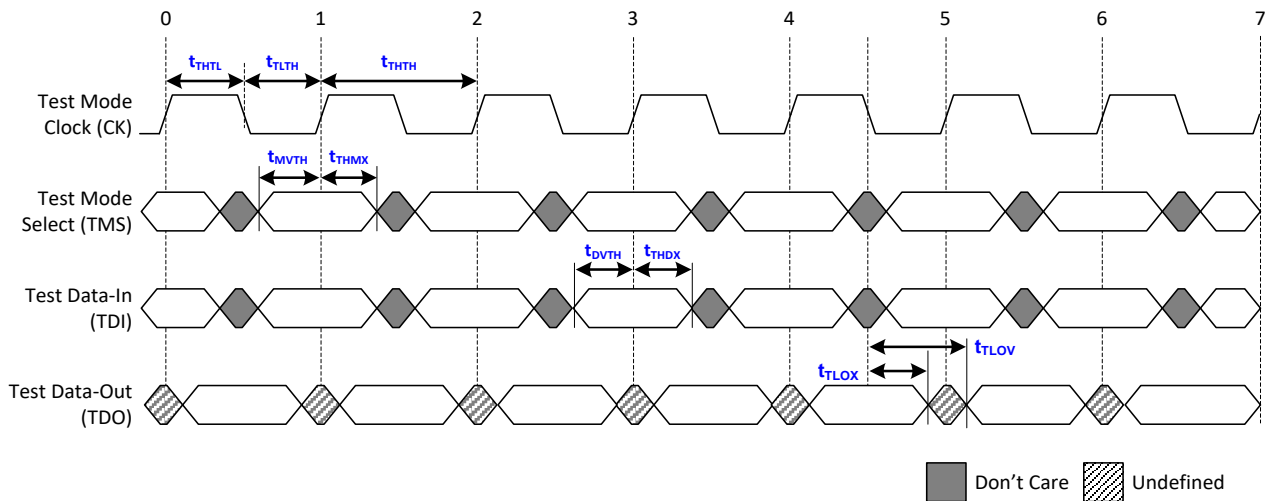 0 1 2 3 4 5 6 7
tTHTL tTLTH tTHTH
Test Mode
Clock (CK)
tMVTH tTHMX
Test Mode
Select (TMS)
tDVTH tTHDX
Test Data-In
(TDI)
tTLOV
tTLOX
Test Data-Out
(TDO)
Don't Care Undefined